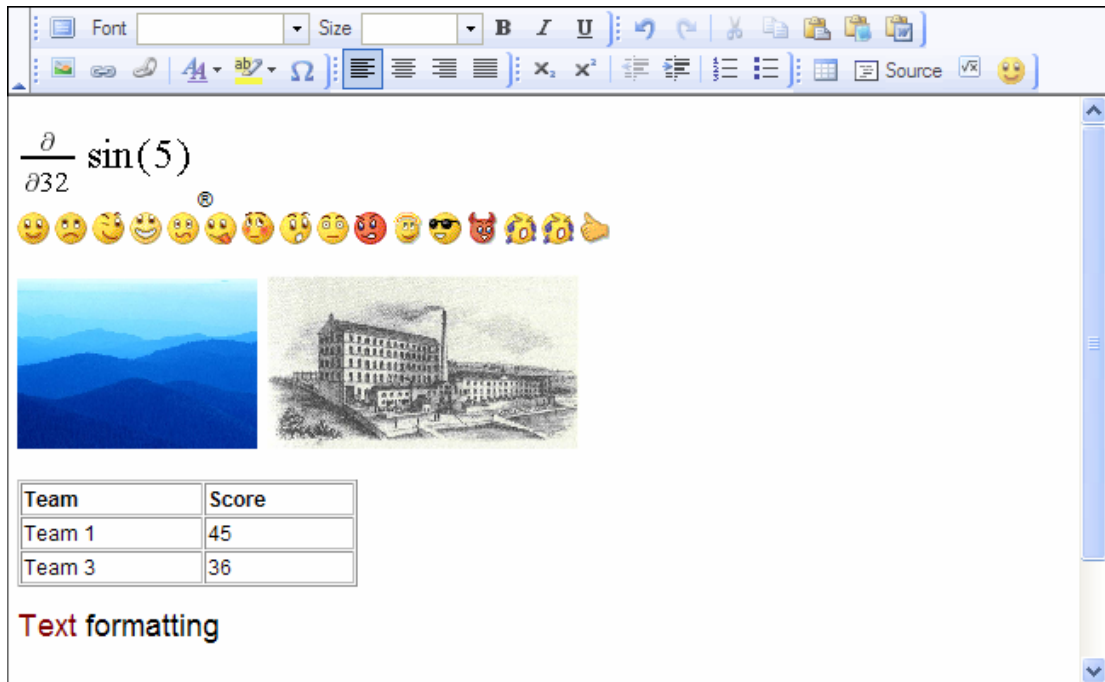 Font Size B I U
Source
∂
∂32 sin(5)
®
Team Score
Team 1 45
Team 3 36
Text formatting